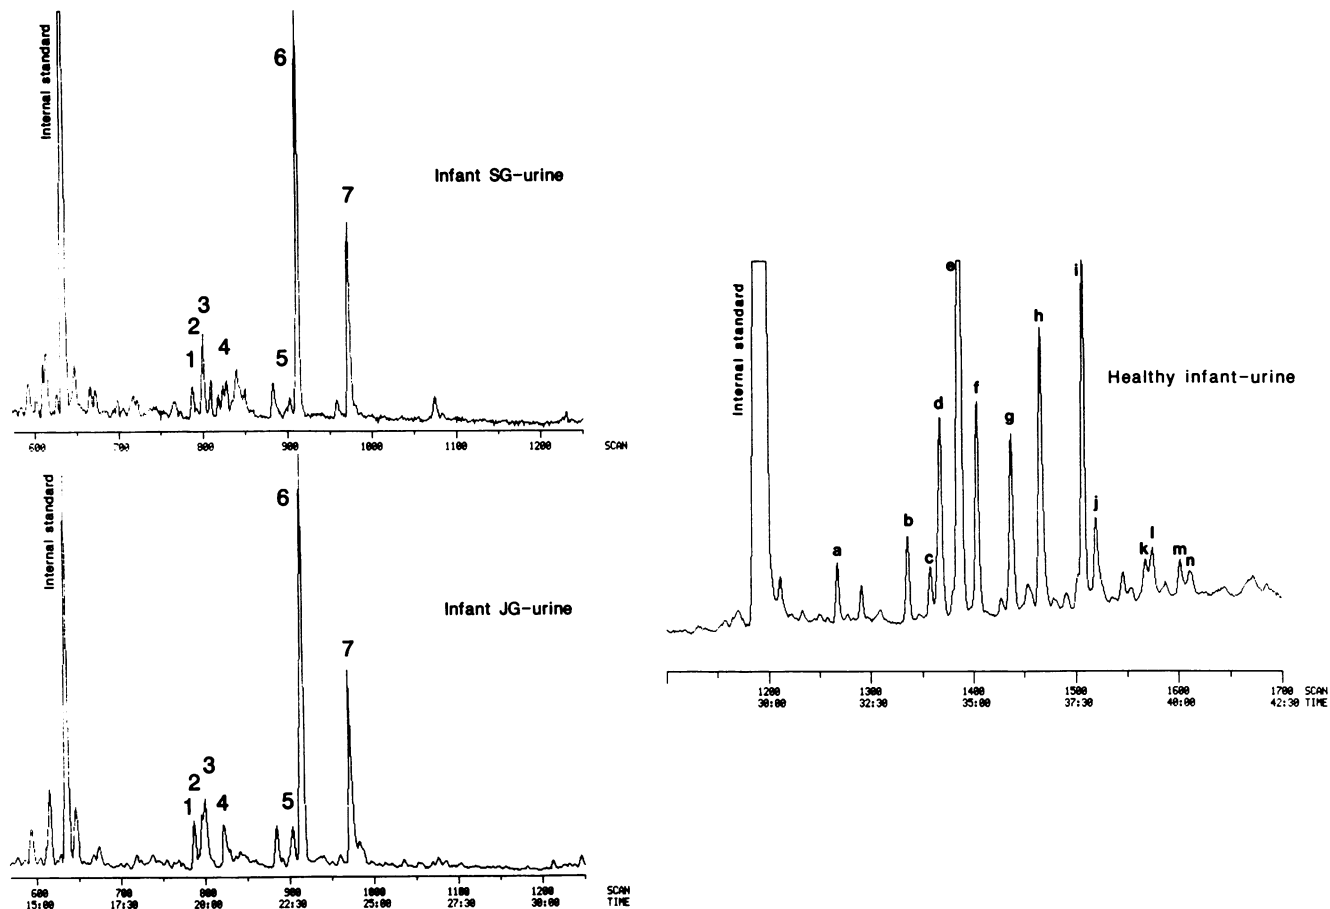 Internal standard
6
Infant SG-urine
7
3
2
1
4
5
600 700 800 900 1000 1100 1200 SCAN
Internal standard
6
Infant JG-urine
7
3
2
1
4
5
600 700 800 900 1000 1100 1200 SCAN
15:00 17:30 20:00 22:30 25:00 27:30 30:00 TIME
Internal standard
e
i
h
Healthy infant-urine
d
f
g
b
j
a
c
k
l
m
n
1200 1300 1400 1500 1600 1700 SCAN
30:00 32:30 35:00 37:30 40:00 42:30 TIME